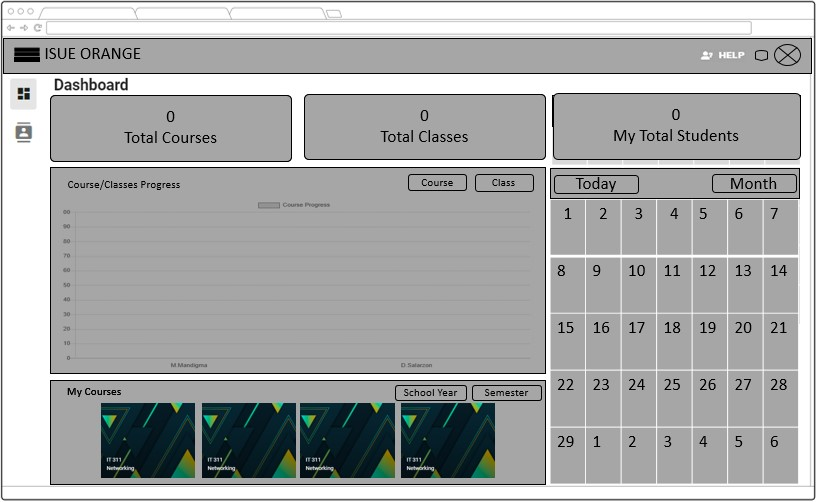 ISUE ORANGE
HELP
Dashboard
0
Total Courses
0
Total Classes
0
My Total Students
Course/Classes Progress
Course
Class
Course Progress
90
80
70
60
50
40
30
20
10
0
M.Mandigma
D Salarzon
Today
Month
1 2 3 4 5 6 7
8 9 10 11 12 13 14
15 16 17 18 19 20 21
22 23 24 25 26 27 28
29 1 2 3 4 5 6
My Courses
School Year
Semester
IT 311
Networking
IT 311
Networking
IT 311
Networking
IT 311
Networking